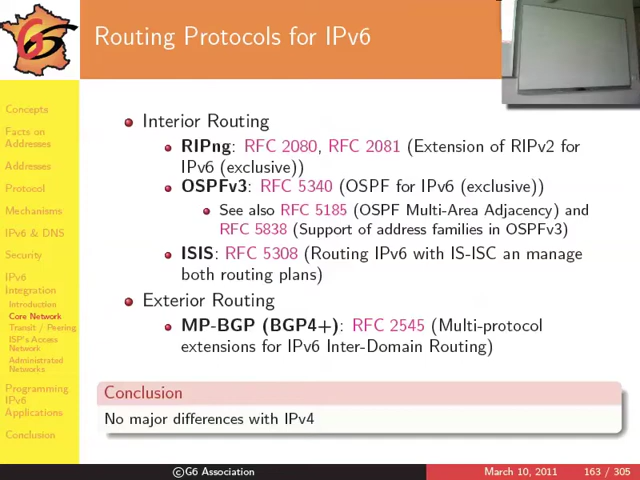 Routing Protocols for IPv6
G6
Concepts
Facts on
Addresses
Addresses
Protocol
Mechanisms
IPv6 & DNS
Security
IPv6
Integration
Introduction
Core Network
Transit / Peering
ISP's Access
Network
Administrated
Networks
Programming
IPv6
Applications
Conclusion
Interior Routing
RIPng: RFC 2080, RFC 2081 (Extension of RIPv2 for
IPv6 (exclusive))
OSPFv3: RFC 5340 (OSPF for IPv6 (exclusive))
See also RFC 5185 (OSPF Multi-Area Adjacency) and
RFC 5838 (Support of address families in OSPFv3)
ISIS: RFC 5308 (Routing IPv6 with IS-ISC an manage
both routing plans)
Exterior Routing
MP-BGP (BGP4+): RFC 2545 (Multi-protocol
extensions for IPv6 Inter-Domain Routing)
Conclusion
No major differences with IPv4
©G6 Association
March 10, 2011 163 / 305